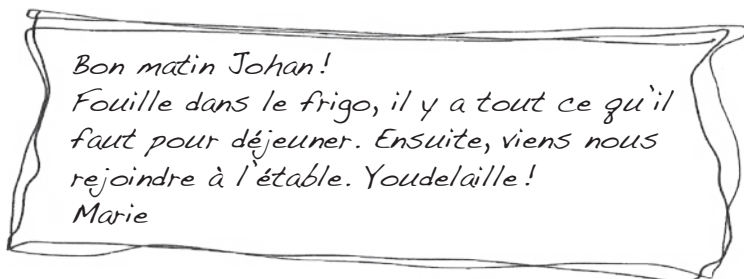 Bon matin Johan!
Fouille dans le frigo, il y a tout ce qu'il
faut pour déjeuner. Ensuite, viens nous
rejoindre à l'étable. Youdelaille!
Marie